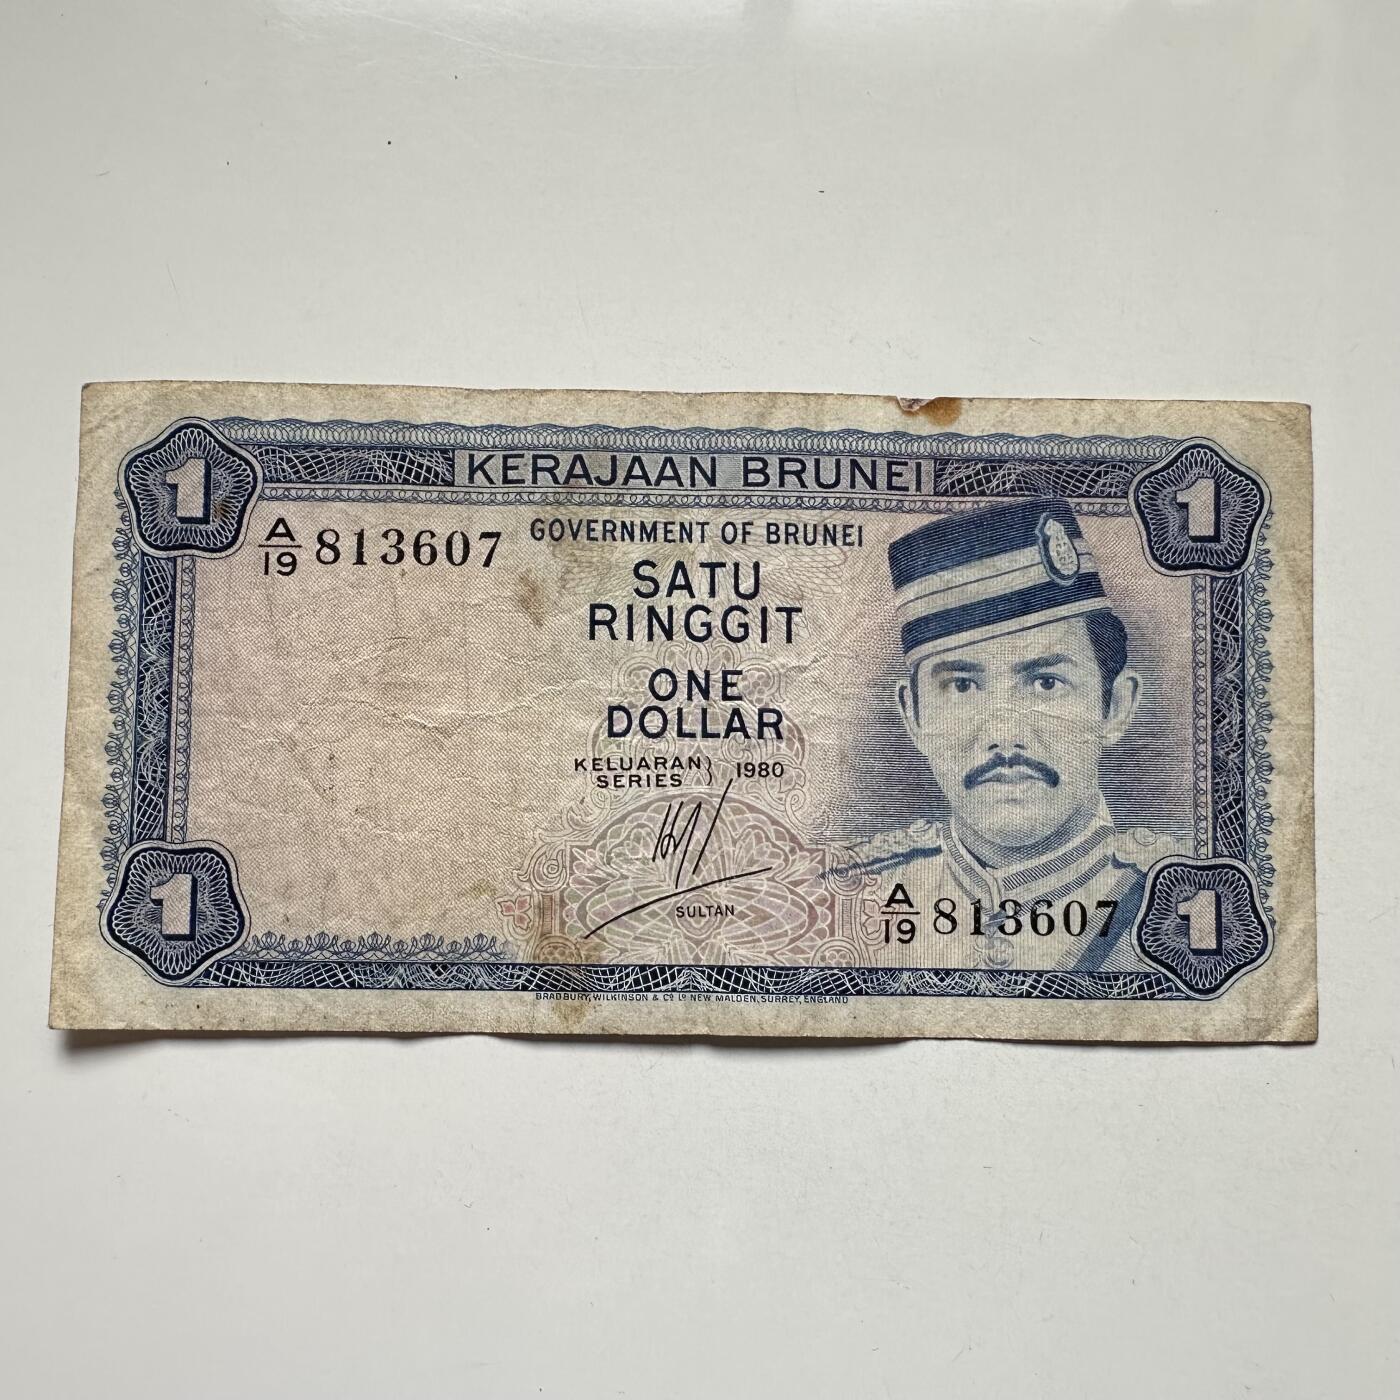 1
KERAJAAN BRUNEI
1
A/19 813607
GOVERNMENT OF BRUNEI
SATU
RINGGIT
ONE
DOLLAR
KELUARAN) 1980
SERIES
SULTAN
A/19 813607
1
1
BRADBURY, WILKINSON & Cº Lº NEW MALDEN, SURREY, ENGLAND